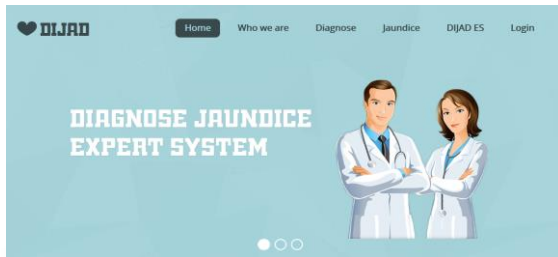 DIJAD
Home Who we are Diagnose Jaundice DIJAD ES Login
DIAGNOSE JAUNDICE
EXPERT SYSTEM